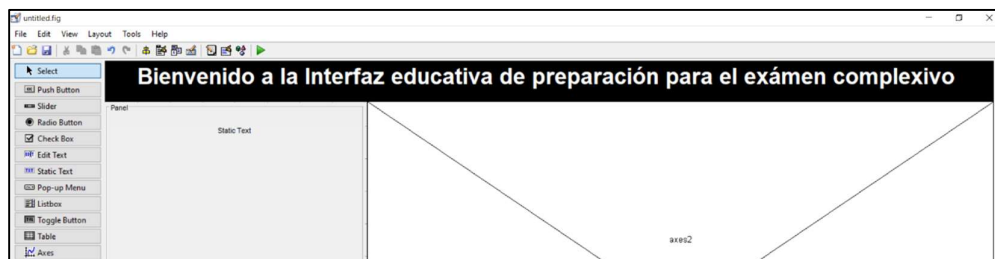 untitled.fig
File Edit View Layout Tools Help
Select
Push Button
Slider
Radio Button
Check Box
Edit Text
Static Text
Pop-up Menu
Listbox
Toggle Button
Table
Axes
Bienvenido a la Interfaz educativa de preparación para el exámen complexivo
Panel
Static Text
axes2